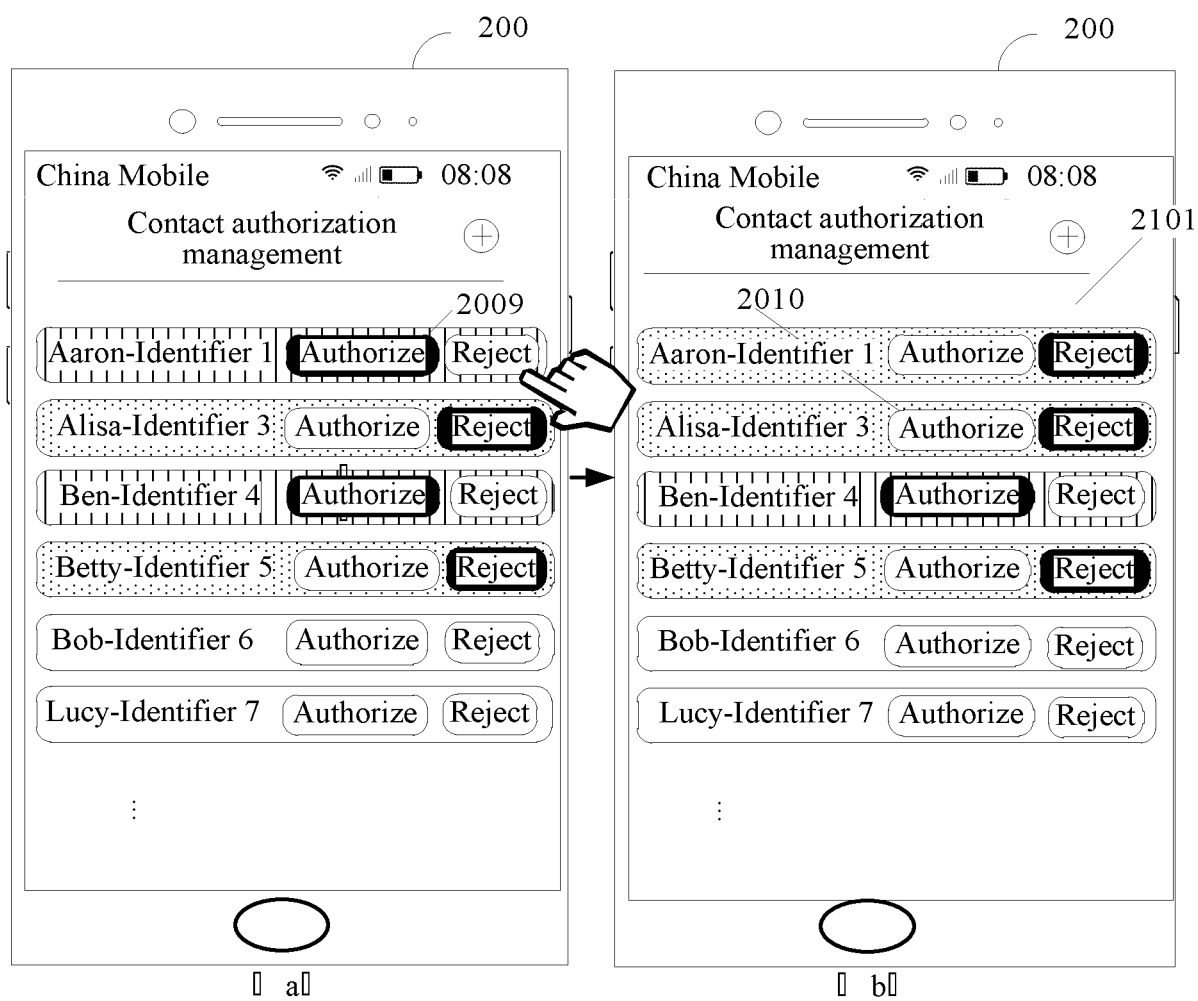 200
China Mobile 08:08
Contact authorization
management
2009
Aaron-Identifier 1 Authorize Reject
Alisa-Identifier 3 Authorize Reject
Ben-Identifier 4 Authorize Reject
Betty-Identifier 5 Authorize Reject
Bob-Identifier 6 Authorize Reject
Lucy-Identifier 7 Authorize Reject
⋮
a
200
China Mobile 08:08
Contact authorization
management
2101
2010
Aaron-Identifier 1 Authorize Reject
Alisa-Identifier 3 Authorize Reject
Ben-Identifier 4 Authorize Reject
Betty-Identifier 5 Authorize Reject
Bob-Identifier 6 Authorize Reject
Lucy-Identifier 7 Authorize Reject
⋮
b